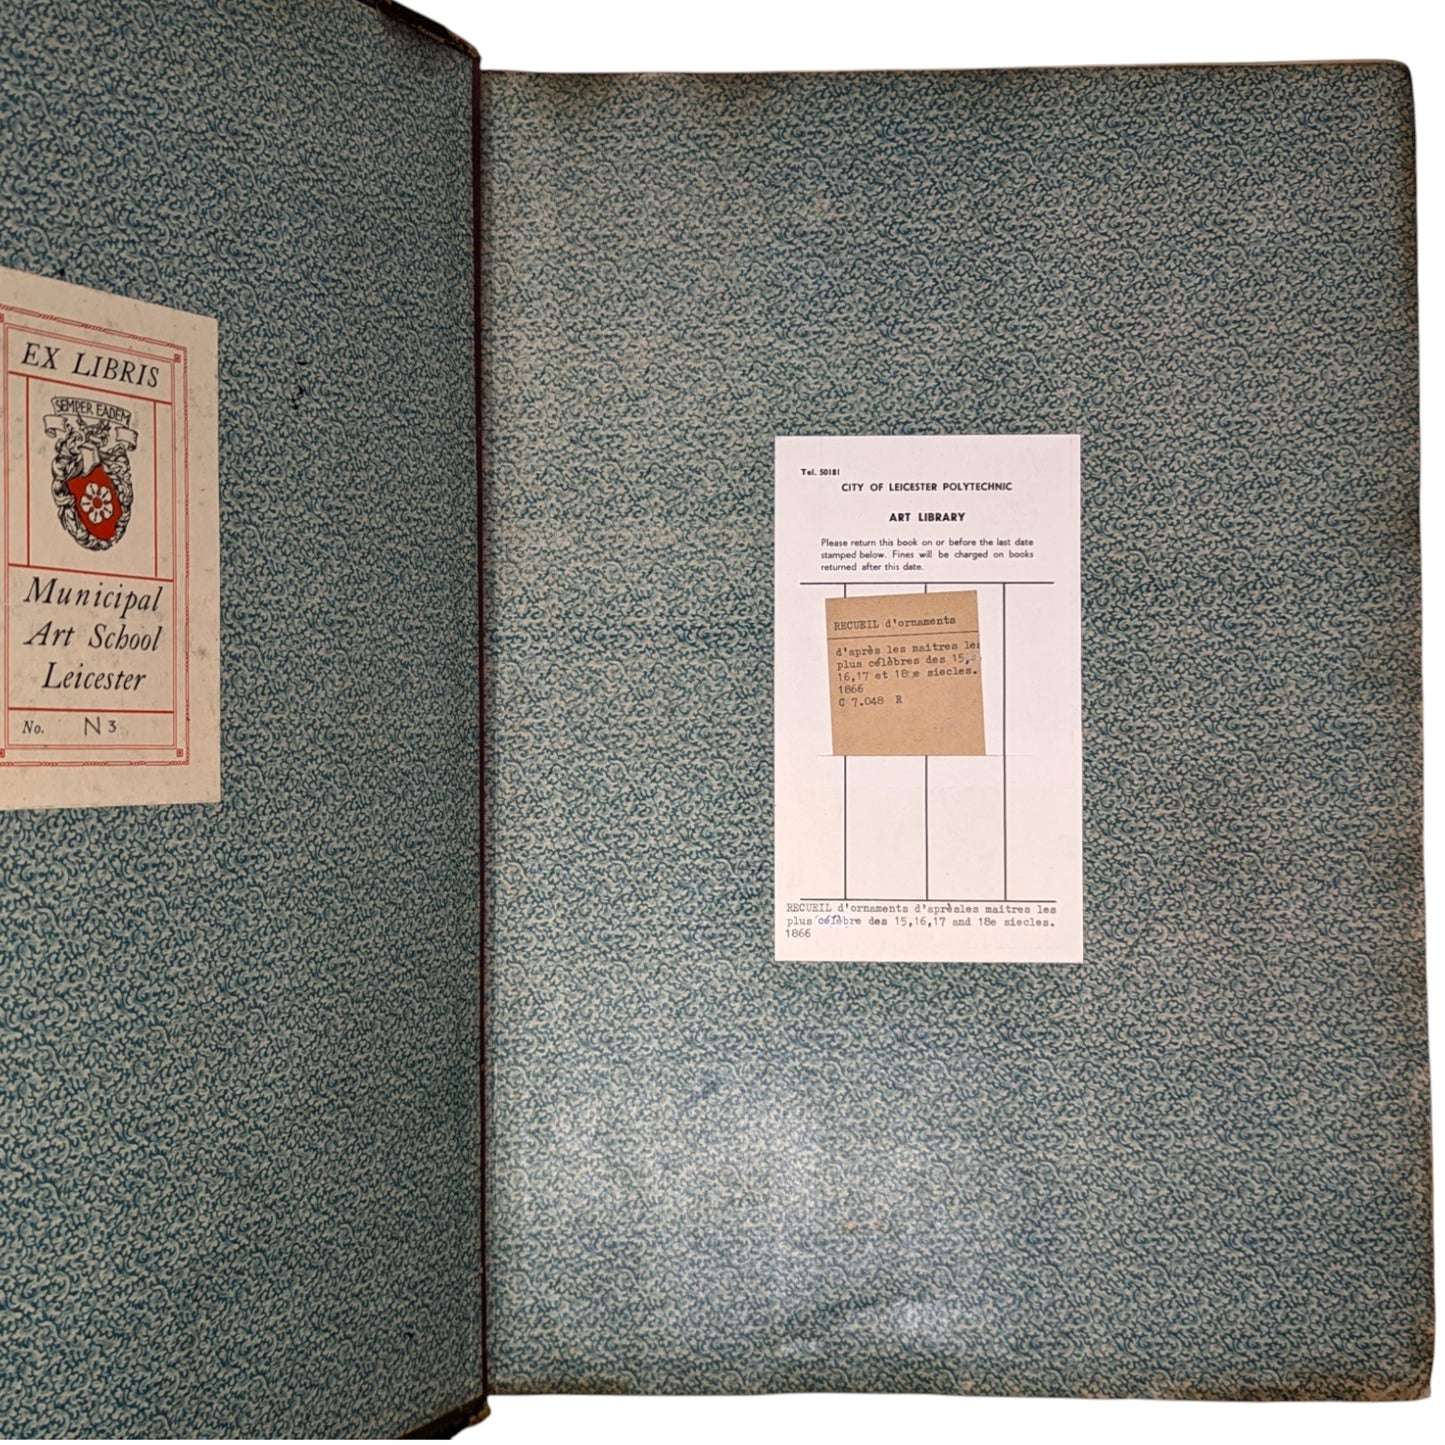 EX LIBRIS
SEMPER EADEM
Municipal
Art School
Leicester
No. N 3
Tel. 50181
CITY OF LEICESTER POLYTECHNIC
ART LIBRARY
Please return this book on or before the last date
stamped below. Fines will be charged on books
returned after this date.
RECUEIL d'ornaments
d'après les maitres les
plus célèbres des 15,
16,17 et 18e siecles.
1866
C 7.048 R
RECUEIL d'ornaments d'aprèsles maitres les
plus célèbre des 15,16,17 and 18e siecles.
1866